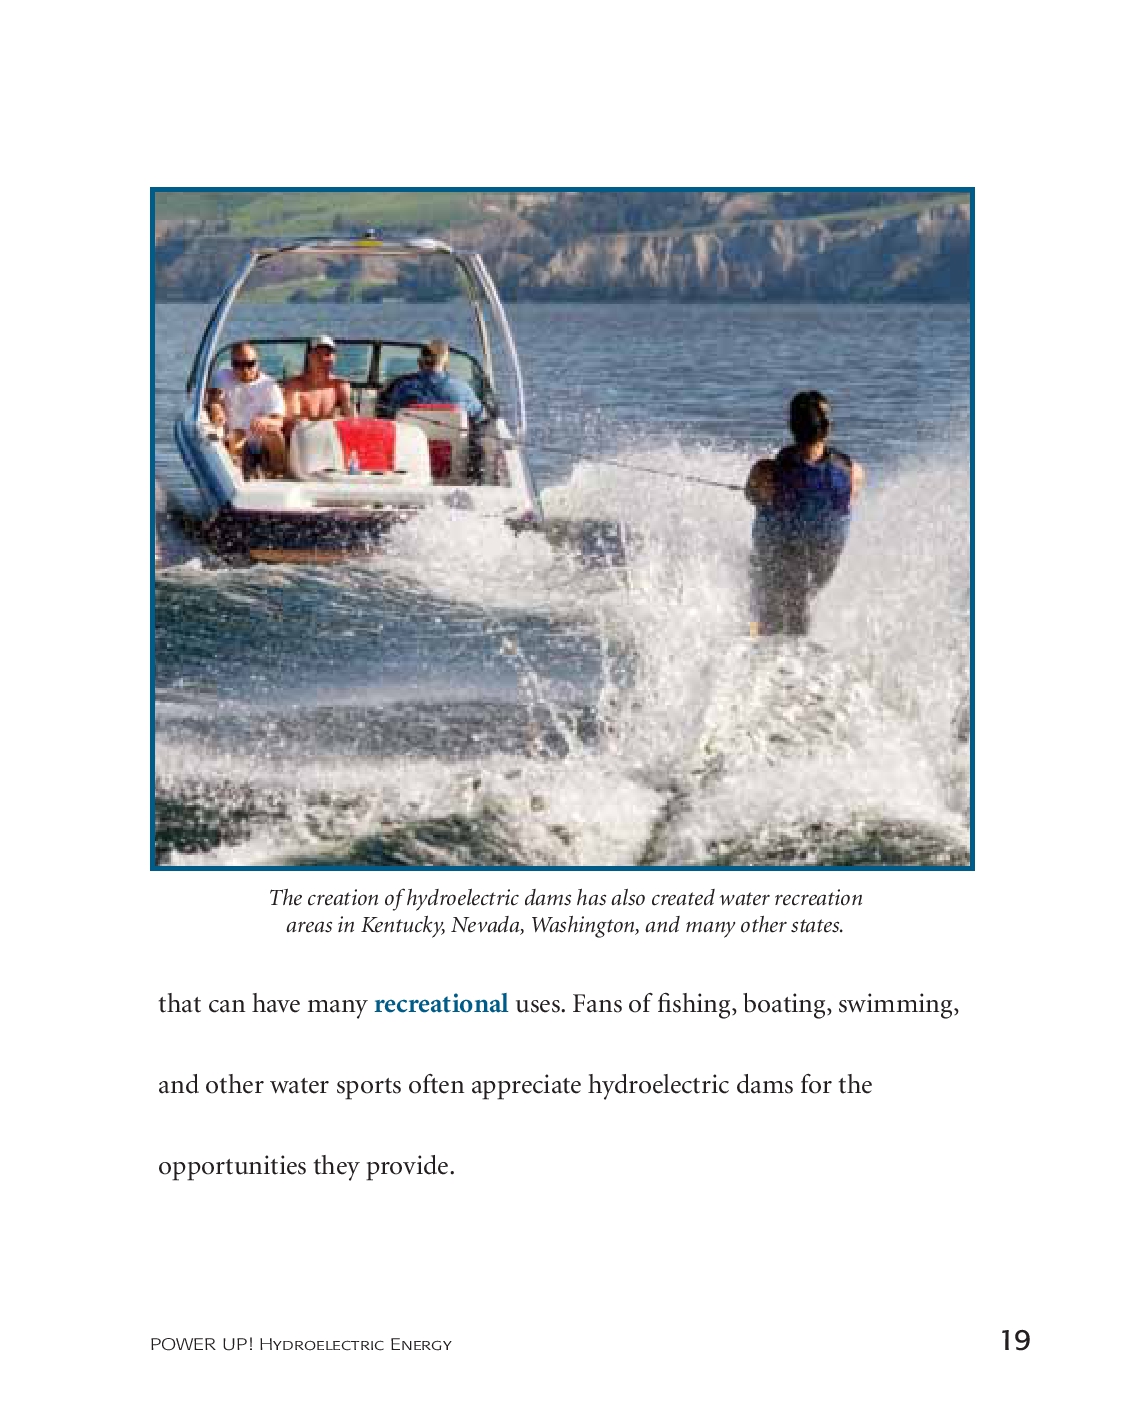 The creation of hydroelectric dams has also created water recreation
areas in Kentucky, Nevada, Washington, and many other states.
that can have many recreational uses. Fans of fishing, boating, swimming,
and other water sports often appreciate hydroelectric dams for the
opportunities they provide.
POWER UP! Hydroelectric Energy
19